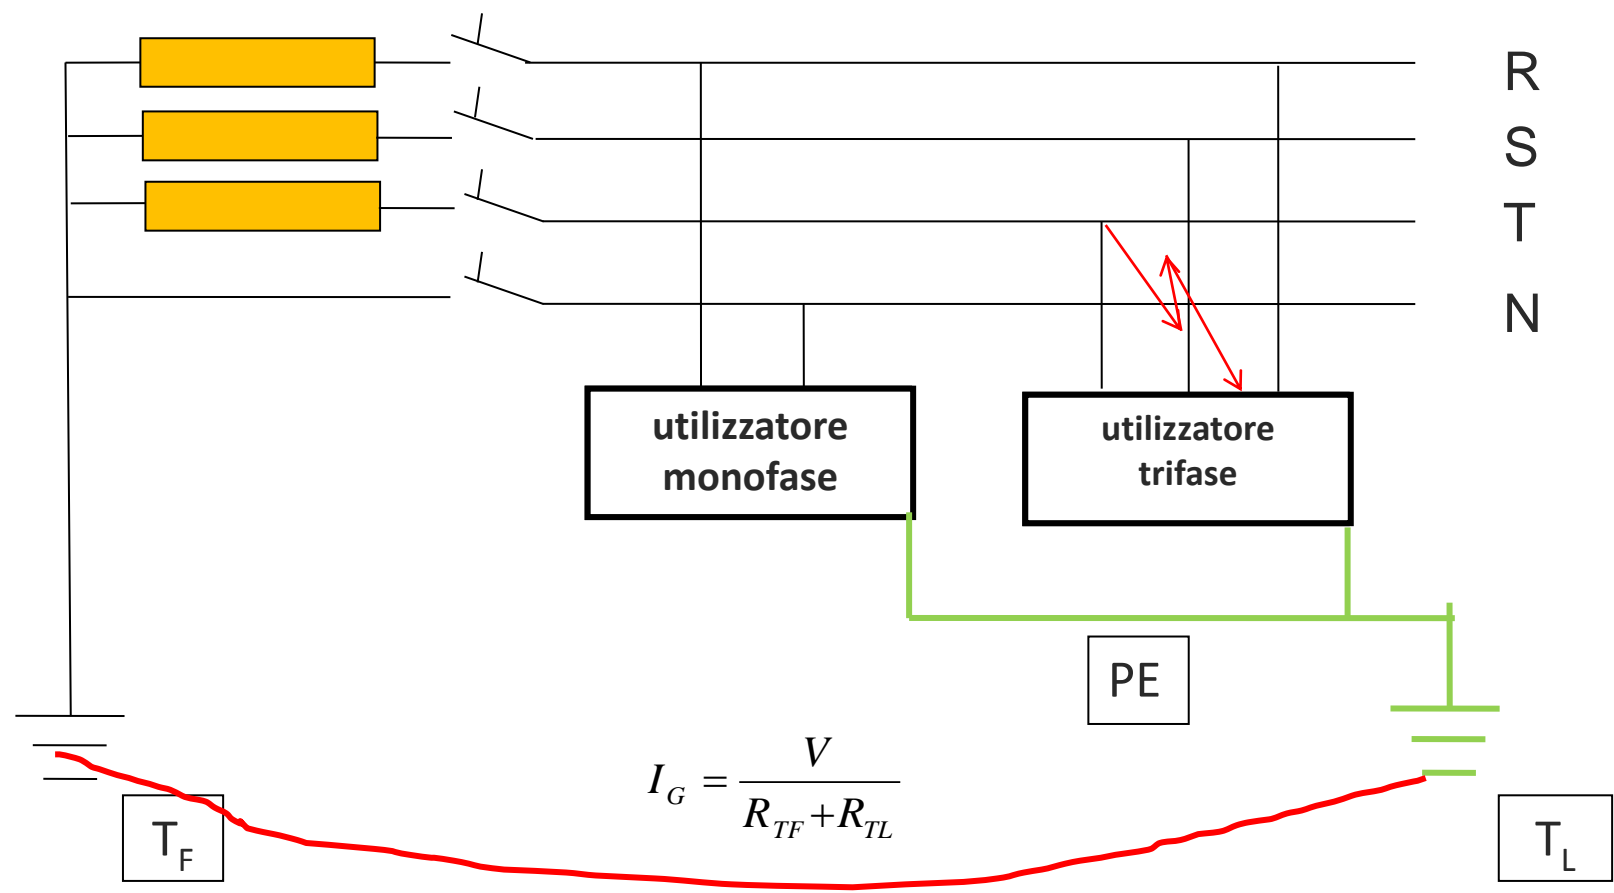 R
S
T
N
utilizzatore
monofase
utilizzatore
trifase
PE
I_G = V / (R_TF + R_TL)
T_F
T_L